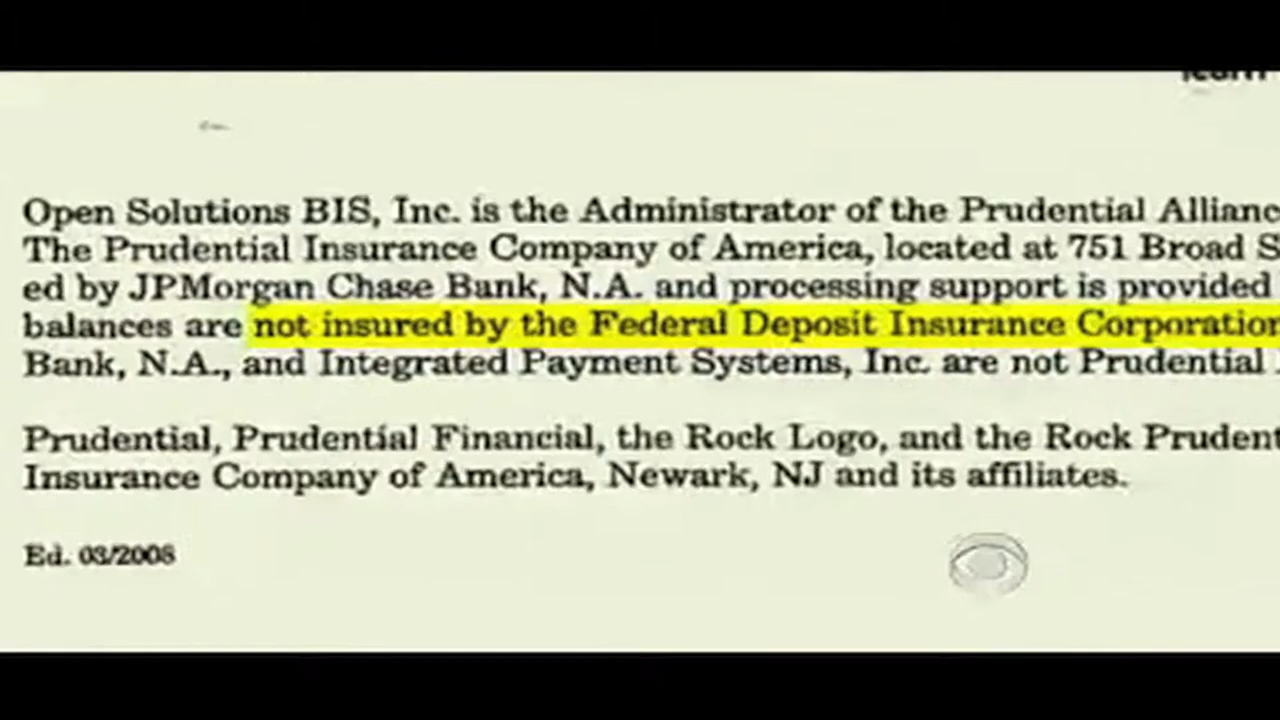 Open Solutions BIS, Inc. is the Administrator of the Prudential Allianc
The Prudential Insurance Company of America, located at 751 Broad S
ed by JPMorgan Chase Bank, N.A. and processing support is provided
balances are not insured by the Federal Deposit Insurance Corporation
Bank, N.A., and Integrated Payment Systems, Inc. are not Prudential
Prudential, Prudential Financial, the Rock Logo, and the Rock Prudent
Insurance Company of America, Newark, NJ and its affiliates.
Ed. 03/2008